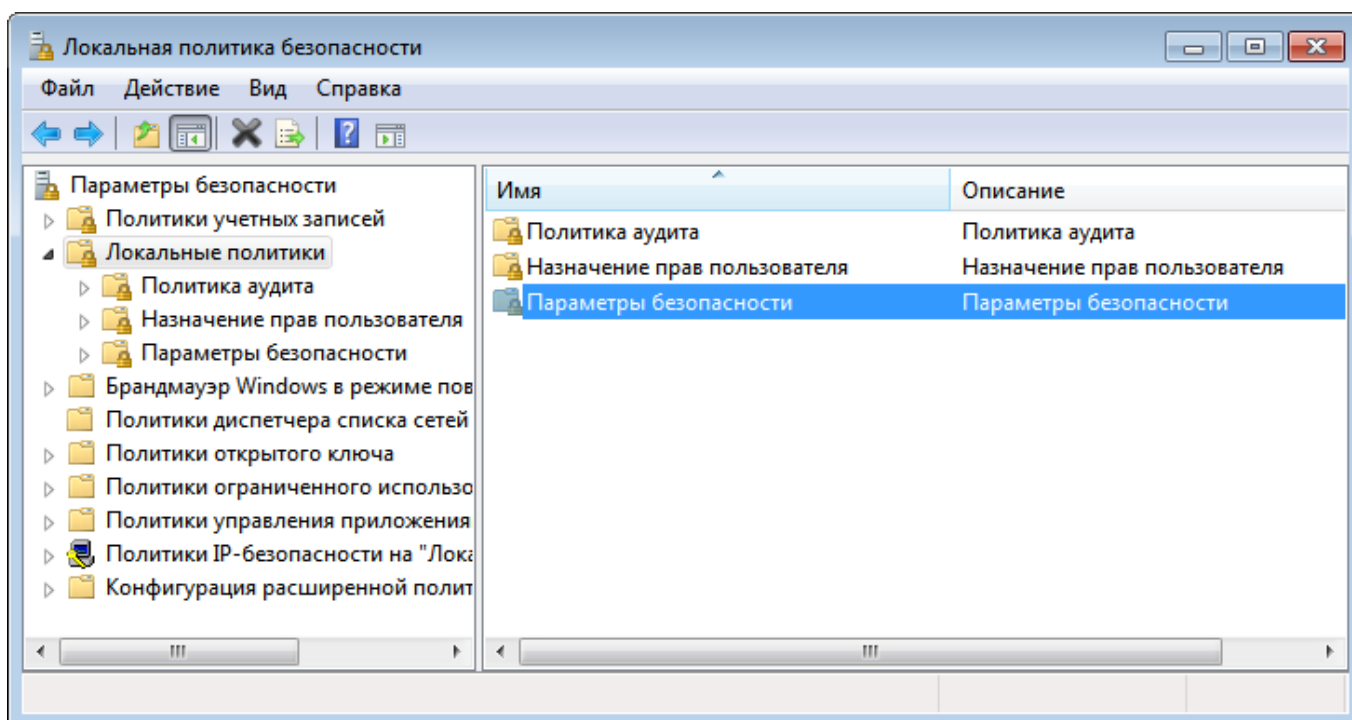 Локальная политика безопасности
Файл Действие Вид Справка
Параметры безопасности
Политики учетных записей
Локальные политики
Политика аудита
Назначение прав пользователя
Параметры безопасности
Брандмауэр Windows в режиме пов
Политики диспетчера списка сетей
Политики открытого ключа
Политики ограниченного использо
Политики управления приложения
Политики IP-безопасности на "Лока
Конфигурация расширенной полит
Имя Описание
Политика аудита Политика аудита
Назначение прав пользователя Назначение прав пользователя
Параметры безопасности Параметры безопасности